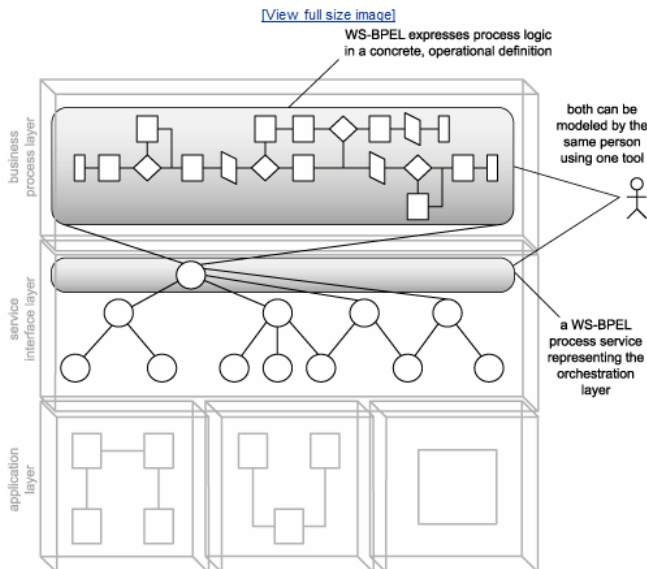 [View full size image]
WS-BPEL expresses process logic
in a concrete, operational definition
business
process layer
both can be
modeled by the
same person
using one tool
service
interface layer
a WS-BPEL
process service
representing the
orchestration
layer
application
layer